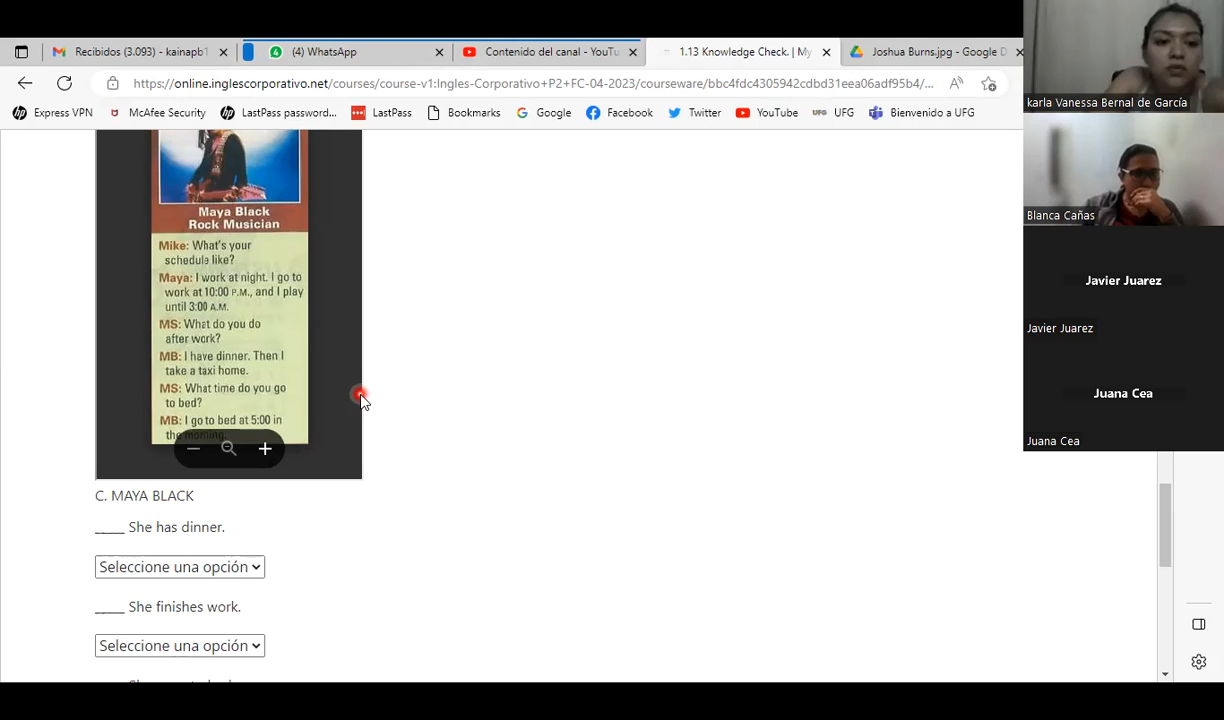 Recibidos (3.093) - kainapb1
(4) WhatsApp
Contenido del canal - YouTu
1.13 Knowledge Check. | My
Joshua Burns.jpg - Google D
https://online.inglescorporativo.net/courses/course-v1:Ingles-Corporativo+P2+FC-04-2023/courseware/bbc4fdc4305942cdbd31eea06adf95b4/...
Express VPN
McAfee Security
LastPass password...
LastPass
Bookmarks
Google
Facebook
Twitter
YouTube
UFG
Bienvenido a UFG
karla Vanessa Bernal de García
Blanca Cañas
Javier Juarez
Javier Juarez
Juana Cea
Juana Cea
Maya Black
Rock Musician
Mike: What's your
schedule like?
Maya: I work at night. I go to
work at 10:00 P.M., and I play
until 3:00 A.M.
MS: What do you do
after work?
MB: I have dinner. Then I
take a taxi home.
MS: What time do you go
to bed?
MB: I go to bed at 5:00 in
the morning.
C. MAYA BLACK
____ She has dinner.
Seleccione una opción
____ She finishes work.
Seleccione una opción